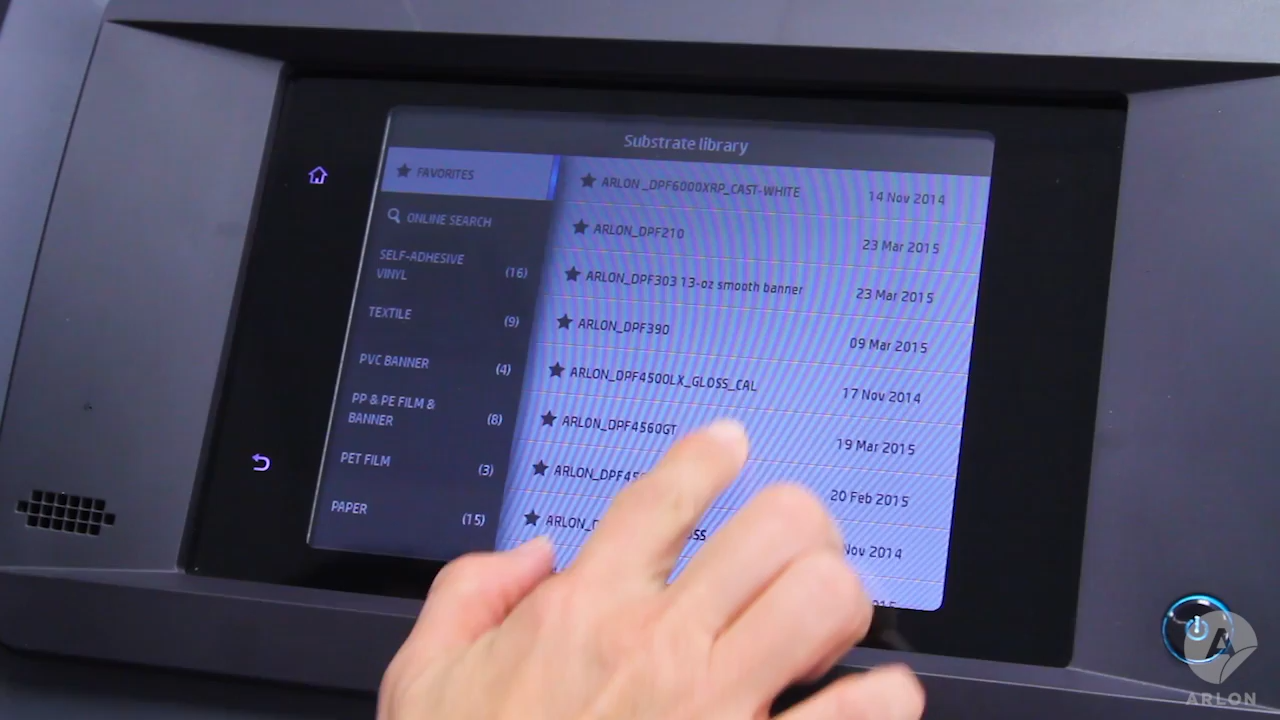 Substrate library
FAVORITES
ONLINE SEARCH
SELF-ADHESIVE
VINYL (16)
TEXTILE (9)
PVC BANNER (4)
PP & PE FILM &
BANNER (8)
PET FILM (3)
PAPER (15)
ARLON _DPF6000XRP_CAST-WHITE 14 Nov 2014
ARLON_DPF210 23 Mar 2015
ARLON_DPF303 13-oz smooth banner 23 Mar 2015
ARLON_DPF390 09 Mar 2015
ARLON_DPF4500LX_GLOSS_CAL 17 Nov 2014
ARLON_DPF4560GT 19 Mar 2015
ARLON_DPF45 20 Feb 2015
ARLON_ Nov 2014
ARLON